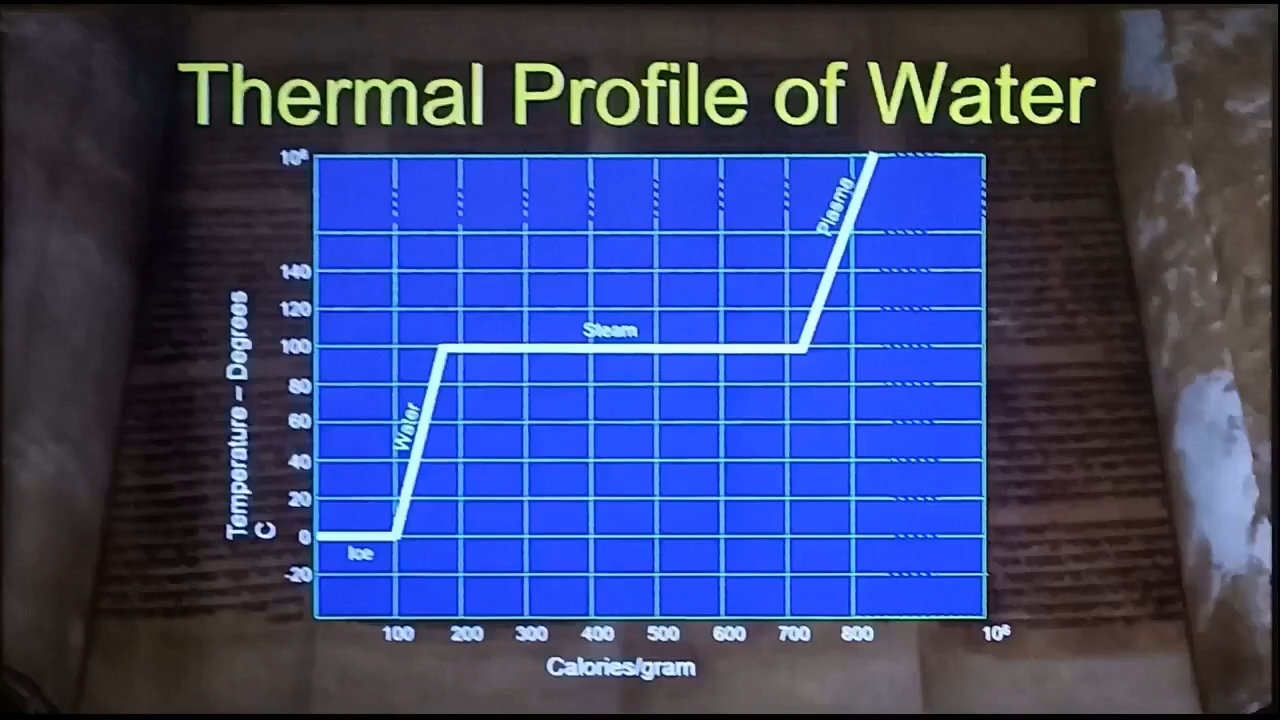 Thermal Profile of Water
140
120
100
80
60
40
20
0
-20
Temperature – Degrees
C
Ice
Water
Steam
Plasma
100 200 300 400 500 600 700 800
Calories/gram